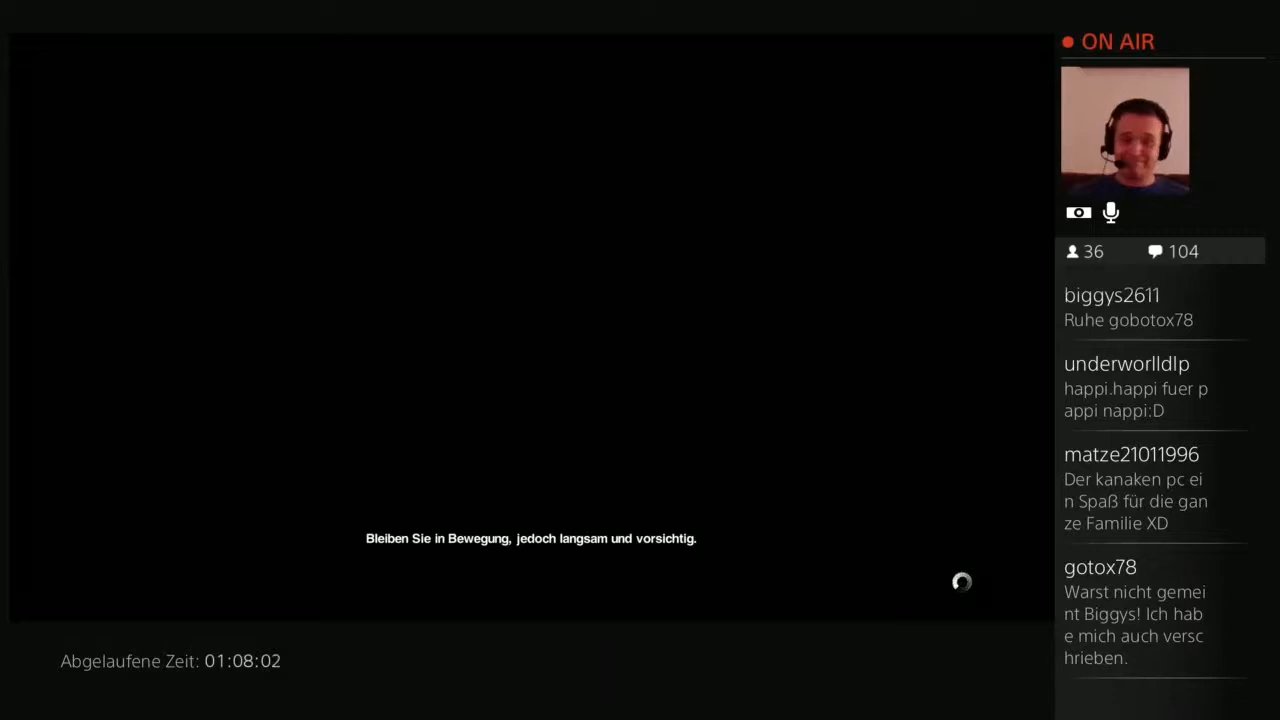 ON AIR
36 104
biggys2611
Ruhe gobotox78
underworlldlp
happi.happi fuer p
appi nappi:D
matze21011996
Der kanaken pc ei
n Spaß für die gan
ze Familie XD
gotox78
Warst nicht gemei
nt Biggys! Ich hab
e mich auch versc
hrieben.
Bleiben Sie in Bewegung, jedoch langsam und vorsichtig.
Abgelaufene Zeit: 01:08:02